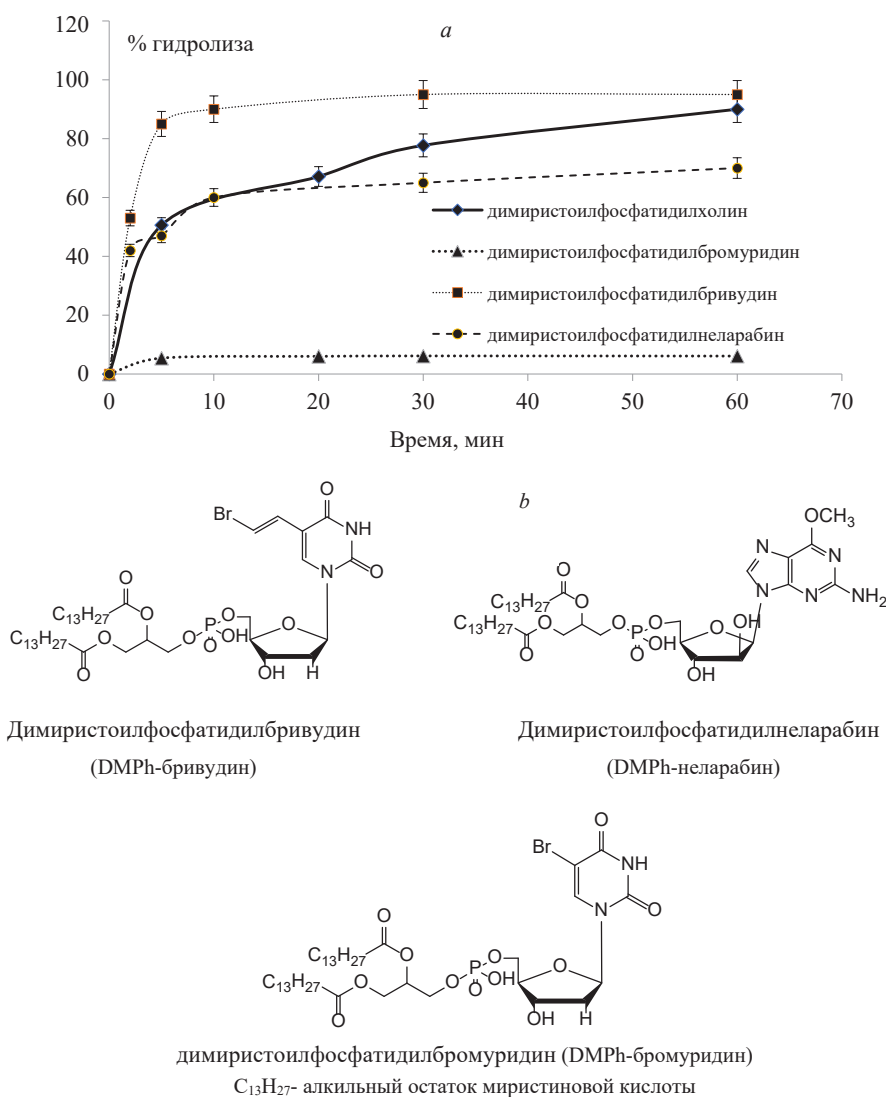 120
100
80
60
40
20
0
% гидролиза
a
димиристоилфосфатидилхолин
димиристоилфосфатидилбромуридин
димиристоилфосфатидилбривудин
димиристоилфосфатидилнеларабин
0 10 20 30 40 50 60 70
Время, мин
b
Br
O
NH
N
O
O
C13H27
O
C13H27
O
O
O
P
O
OH
O
O
OH
H
OCH3
N
N
N
N
NH2
O
C13H27
O
C13H27
O
O
O
P
O
OH
O
O
OH
OH
Димиристоилфосфатидилбривудин
(DMPh-бривудин)
Димиристоилфосфатидилнеларабин
(DMPh-неларабин)
O
Br
NH
N
O
O
C13H27
O
C13H27
O
O
O
P
O
OH
O
O
OH
H
димиристоилфосфатидилбромуридин (DMPh-бромуридин)
C13H27- алкильный остаток миристиновой кислоты